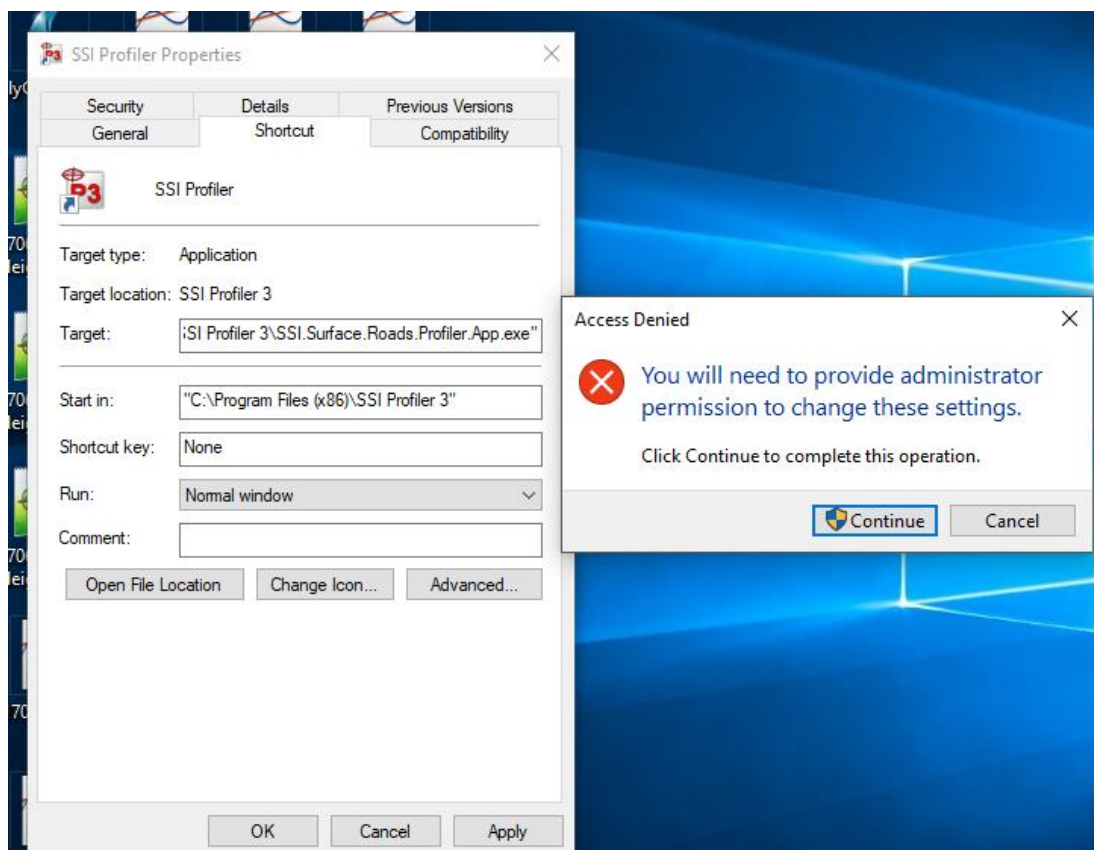 SSI Profiler Properties
Security Details Previous Versions
General Shortcut Compatibility
P3
SSI Profiler
Target type: Application
Target location: SSI Profiler 3
Target: SI Profiler 3\SSI.Surface.Roads.Profiler.App.exe"
Start in: "C:\Program Files (x86)\SSI Profiler 3"
Shortcut key: None
Run: Normal window
Comment:
Open File Location Change Icon... Advanced...
OK Cancel Apply
Access Denied
You will need to provide administrator
permission to change these settings.
Click Continue to complete this operation.
Continue Cancel